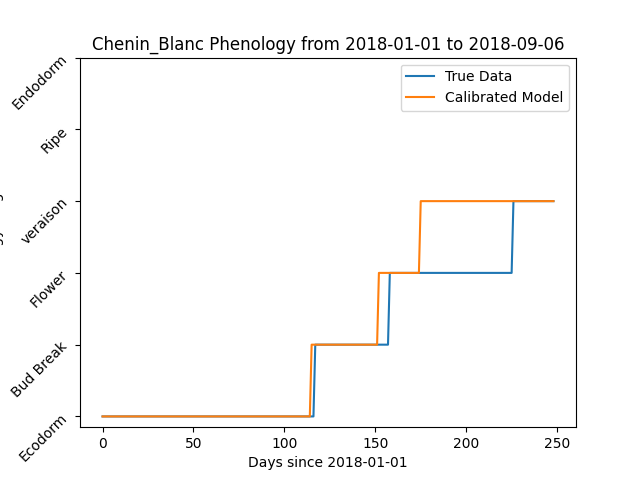 Chenin_Blanc Phenology from 2018-01-01 to 2018-09-06
True Data
Calibrated Model
Endodorm
Ripe
veraison
Flower
Bud Break
Ecodorm
0 50 100 150 200 250
Days since 2018-01-01